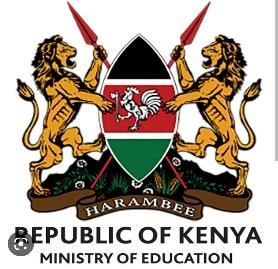 HARAMBEE
REPUBLIC OF KENYA
MINISTRY OF EDUCATION